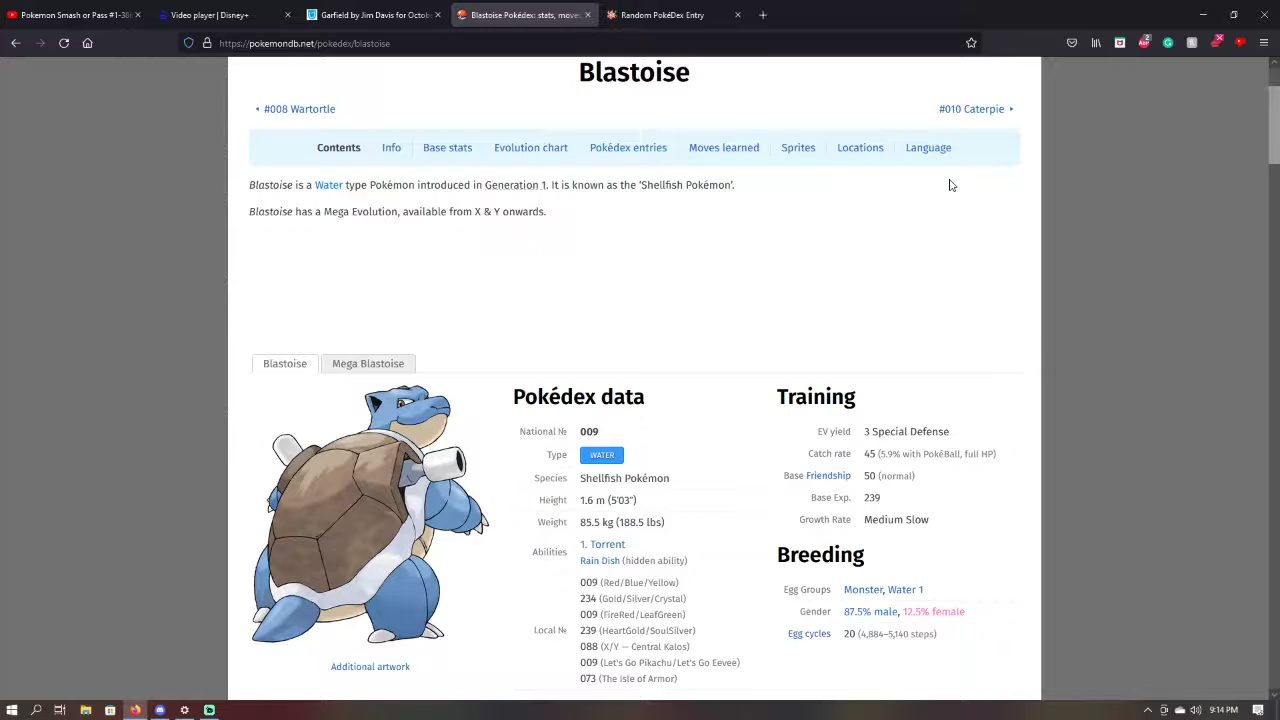 Pokemon Smash or Pass #1-38
Wartortle Pokédex: stats, mo
Video player by Jon on October
Blastoise Pokédex: stats, moves
Random Pokémon Entry
https://pokemondb.net/pokedex/blastoise
Blastoise
#008 Wartortle
#010 Caterpie
Contents Info Base stats Evolution chart Pokédex entries Moves learned Sprites Locations Language
Blastoise is a Water type Pokémon introduced in Generation 1. It is known as the ‘Shellfish Pokémon’.
Blastoise has a Mega Evolution, available from X & Y onwards.
Blastoise Mega Blastoise
Additional artwork
Pokédex data
National № 009
Type WATER
Species Shellfish Pokémon
Height 1.6 m (5'03")
Weight 85.5 kg (188.5 lbs)
Abilities 1. Torrent
Rain Dish (hidden ability)
Local № 009 (Red/Blue/Yellow)
234 (Gold/Silver/Crystal)
009 (FireRed/LeafGreen)
239 (HeartGold/SoulSilver)
088 (X/Y — Central Kalos)
009 (Let's Go Pikachu/Let's Go Eevee)
073 (The Isle of Armor)
Training
EV yield 3 Special Defense
Catch rate 45 (5.9% with PokéBall, full HP)
Base Friendship 50 (normal)
Base Exp. 239
Growth Rate Medium Slow
Breeding
Egg Groups Monster, Water 1
Gender 87.5% male, 12.5% female
Egg cycles 20 (4,884–5,140 steps)
9:14 PM